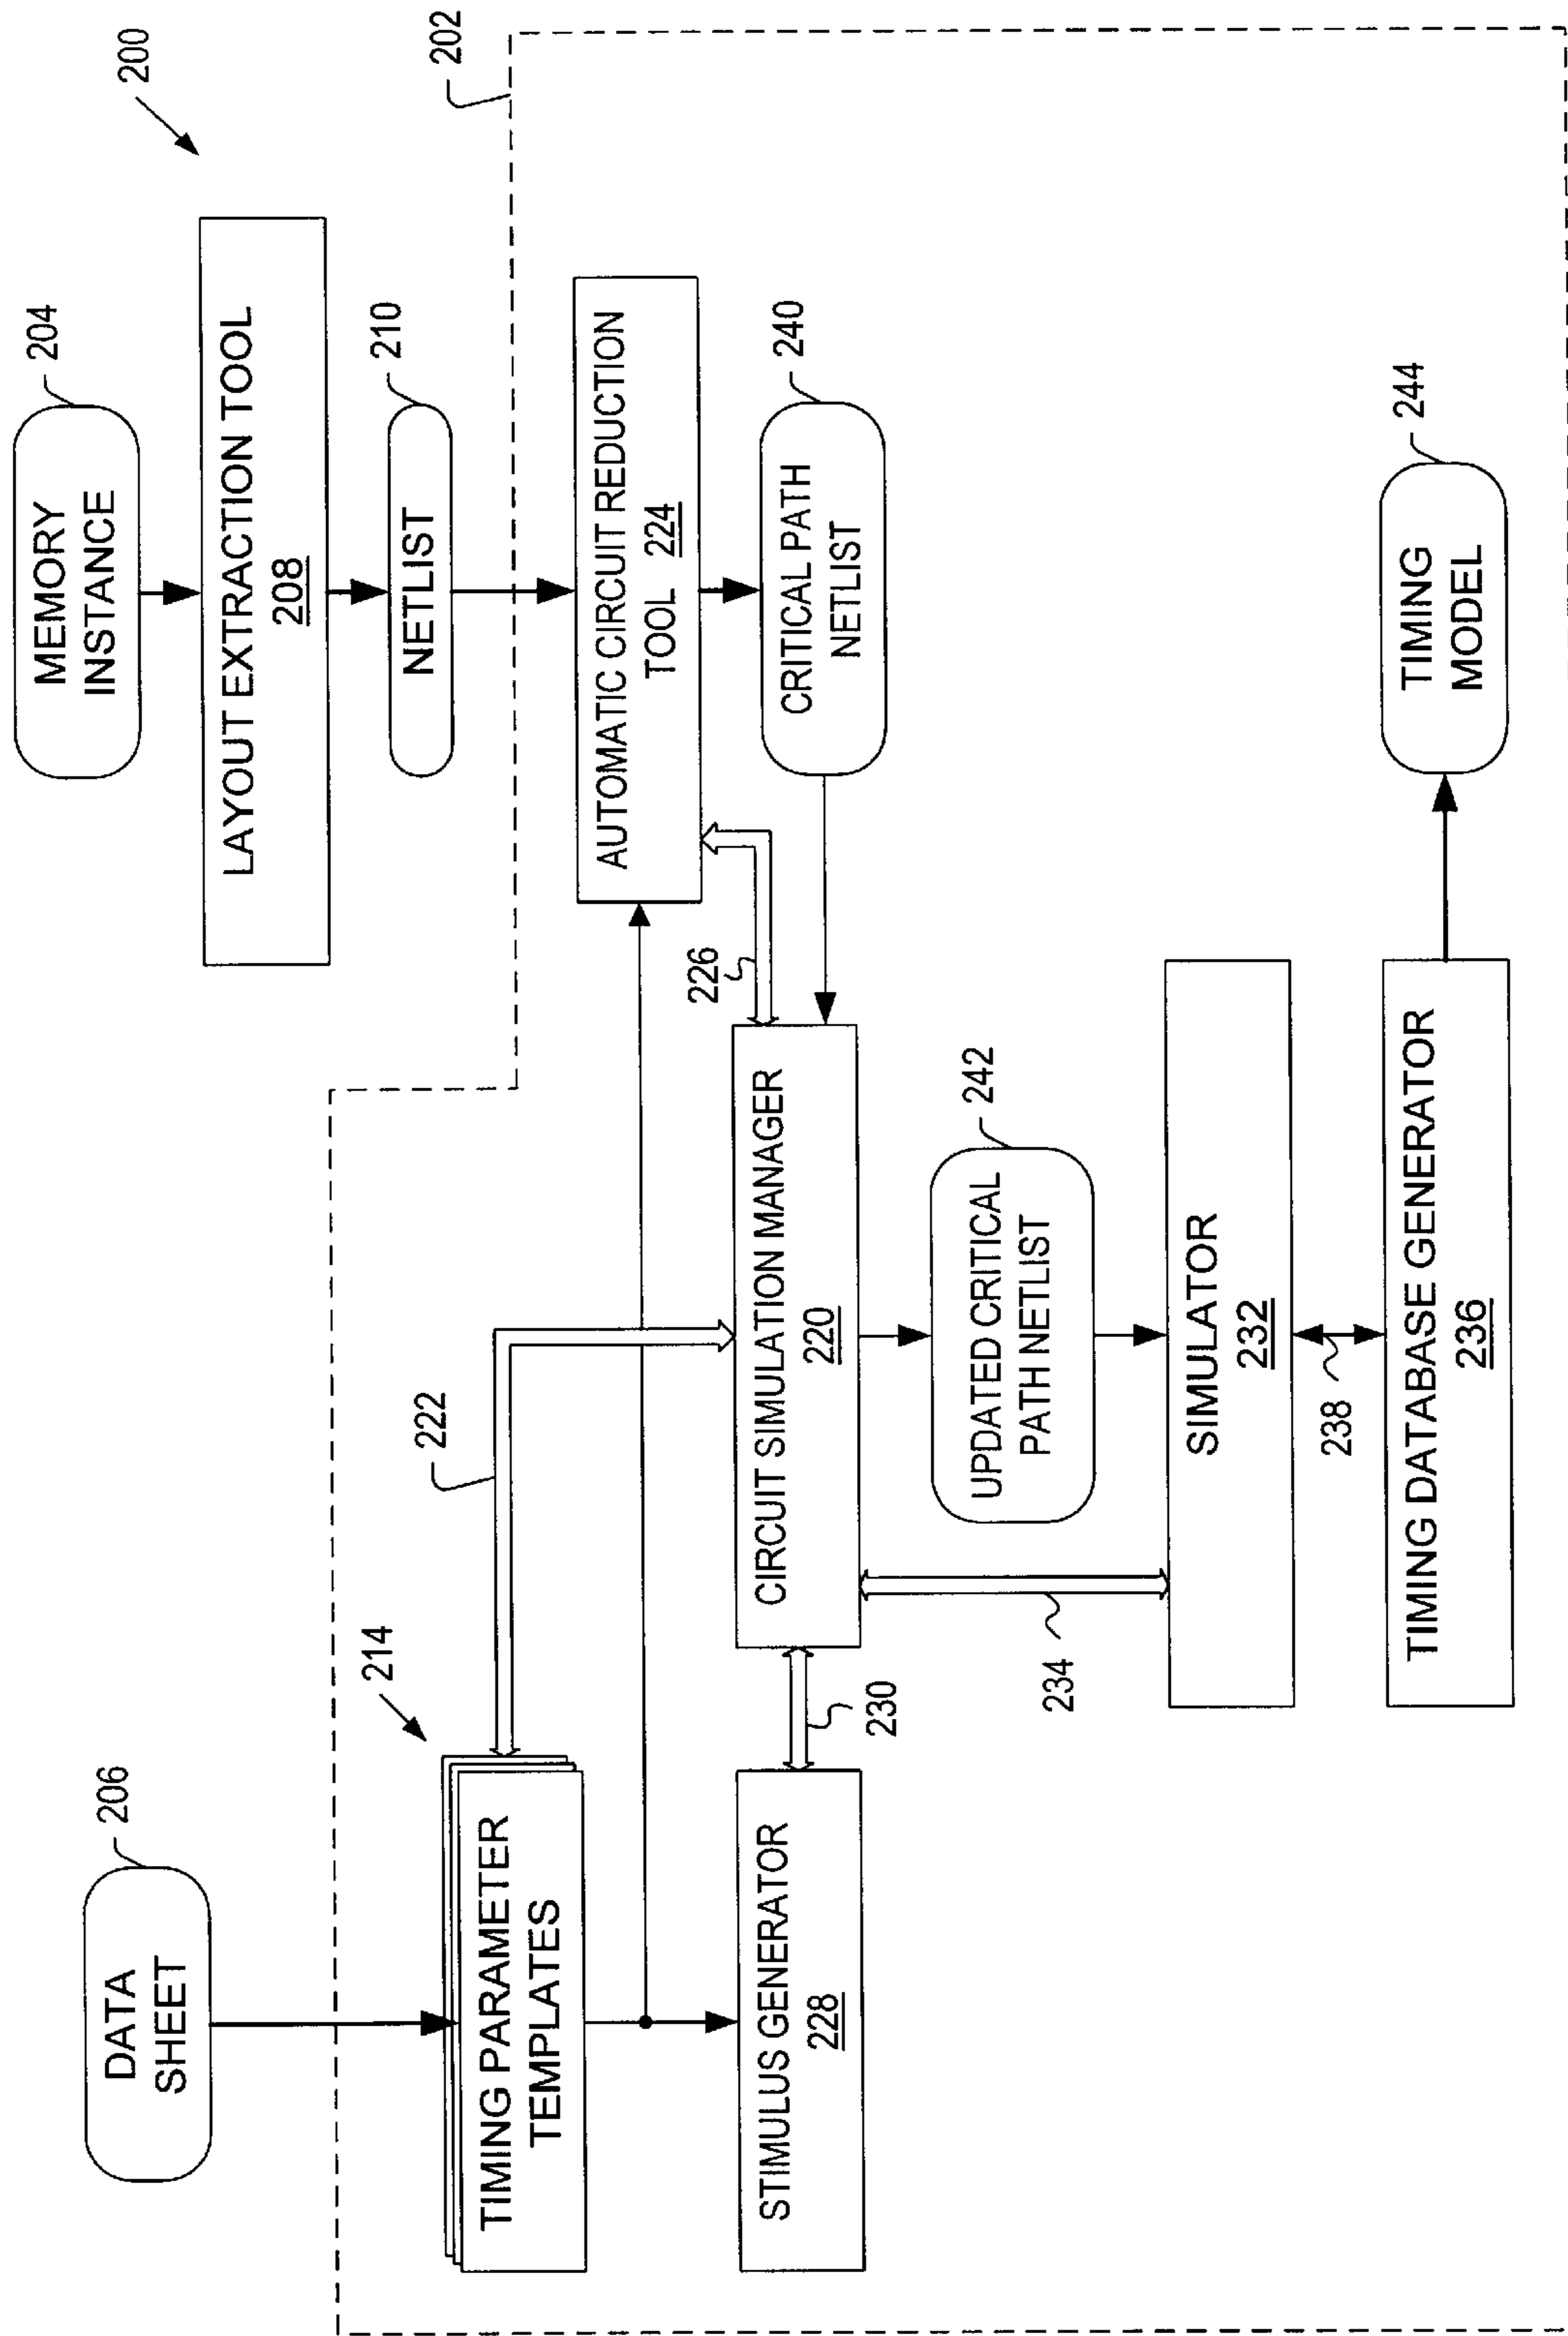 200
202
DATA
SHEET
206
MEMORY
INSTANCE
204
LAYOUT EXTRACTION TOOL
208
NETLIST
210
214
TIMING PARAMETER
TEMPLATES
222
AUTOMATIC CIRCUIT REDUCTION
TOOL 224
226
CRITICAL PATH
NETLIST
240
STIMULUS GENERATOR
228
230
CIRCUIT SIMULATION MANAGER
220
UPDATED CRITICAL
PATH NETLIST
242
234
SIMULATOR
232
238
TIMING DATABASE GENERATOR
236
TIMING
MODEL
244